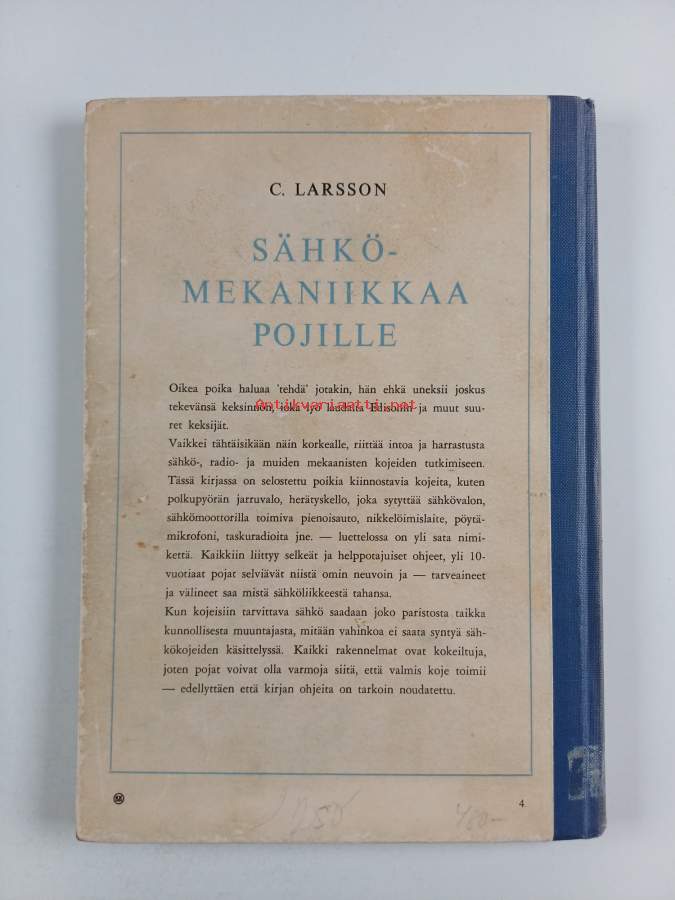 C. LARSSON
SÄHKÖ-
MEKANIIKKAA
POJILLE
Oikea poika haluaa 'tehdä' jotakin, hän ehkä uneksii joskus
tekevänsä keksinnön, joka lyö laudalta Edisonin ja muut suu-
ret keksijät.
Antikvariaatti.net
Vaikkei tähtäisikään näin korkealle, riittää intoa ja harrastusta
sähkö-, radio- ja muiden mekaanisten kojeiden tutkimiseen.
Tässä kirjassa on selostettu poikia kiinnostavia kojeita, kuten
polkupyörän jarruvalo, herätyskello, joka sytyttää sähkövalon,
sähkömoottorilla toimiva pienoisauto, nikkelöimislaite, pöytä-
mikrofoni, taskuradioita jne. — luettelossa on yli sata nimi-
kettä. Kaikkiin liittyy selkeät ja helppotajuiset ohjeet, yli 10-
vuotiaat pojat selviävät niistä omin neuvoin ja — tarveaineet
ja välineet saa mistä sähköliikkeestä tahansa.
Kun kojeisiin tarvittava sähkö saadaan joko paristosta taikka
kunnollisesta muuntajasta, mitään vahinkoa ei saata syntyä säh-
kökojeiden käsittelyssä. Kaikki rakennelmat ovat kokeiltuja,
joten pojat voivat olla varmoja siitä, että valmis koje toimii
— edellyttäen että kirjan ohjeita on tarkoin noudatettu.
4